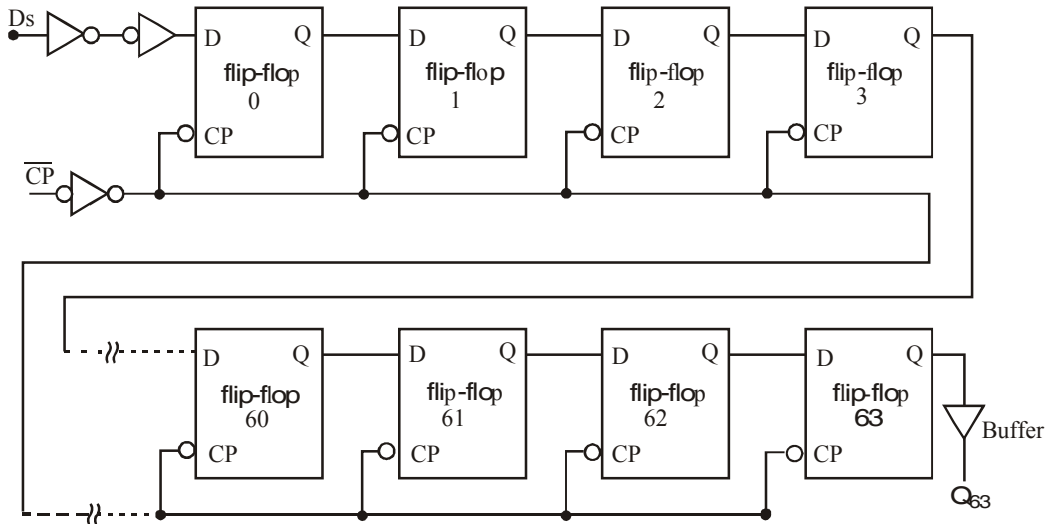 Ds
D Q D Q D Q D Q
flip-flop flip-flop flip-flop flip-flop
0 1 2 3
CP CP CP CP
C̅P̅
D Q D Q D Q D Q
flip-flop flip-flop flip-flop flip-flop
60 61 62 63
Buffer
CP CP CP CP
Q63